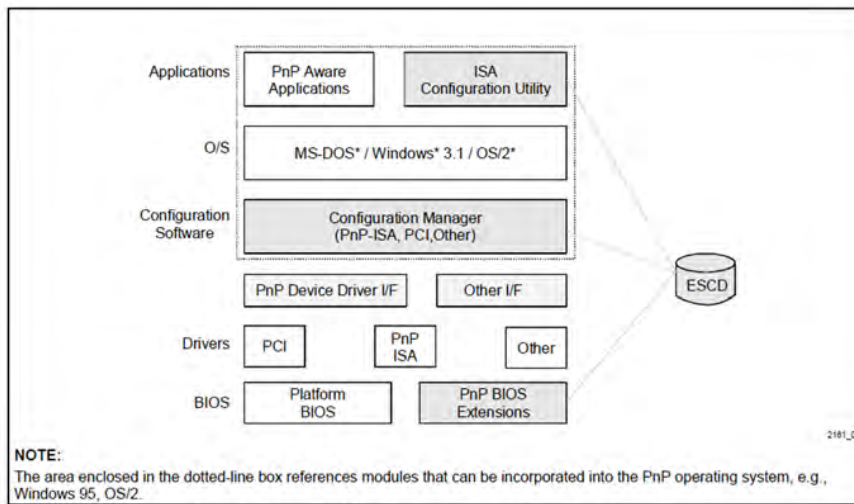 Applications
PnP Aware
Applications
ISA
Configuration Utility
O/S
MS-DOS* / Windows* 3.1 / OS/2*
Configuration
Software
Configuration Manager
(PnP-ISA, PCI,Other)
ESCD
PnP Device Driver I/F
Other I/F
Drivers
PCI
PnP
ISA
Other
BIOS
Platform
BIOS
PnP BIOS
Extensions
NOTE:
The area enclosed in the dotted-line box references modules that can be incorporated into the PnP operating system, e.g.,
Windows 95, OS/2.